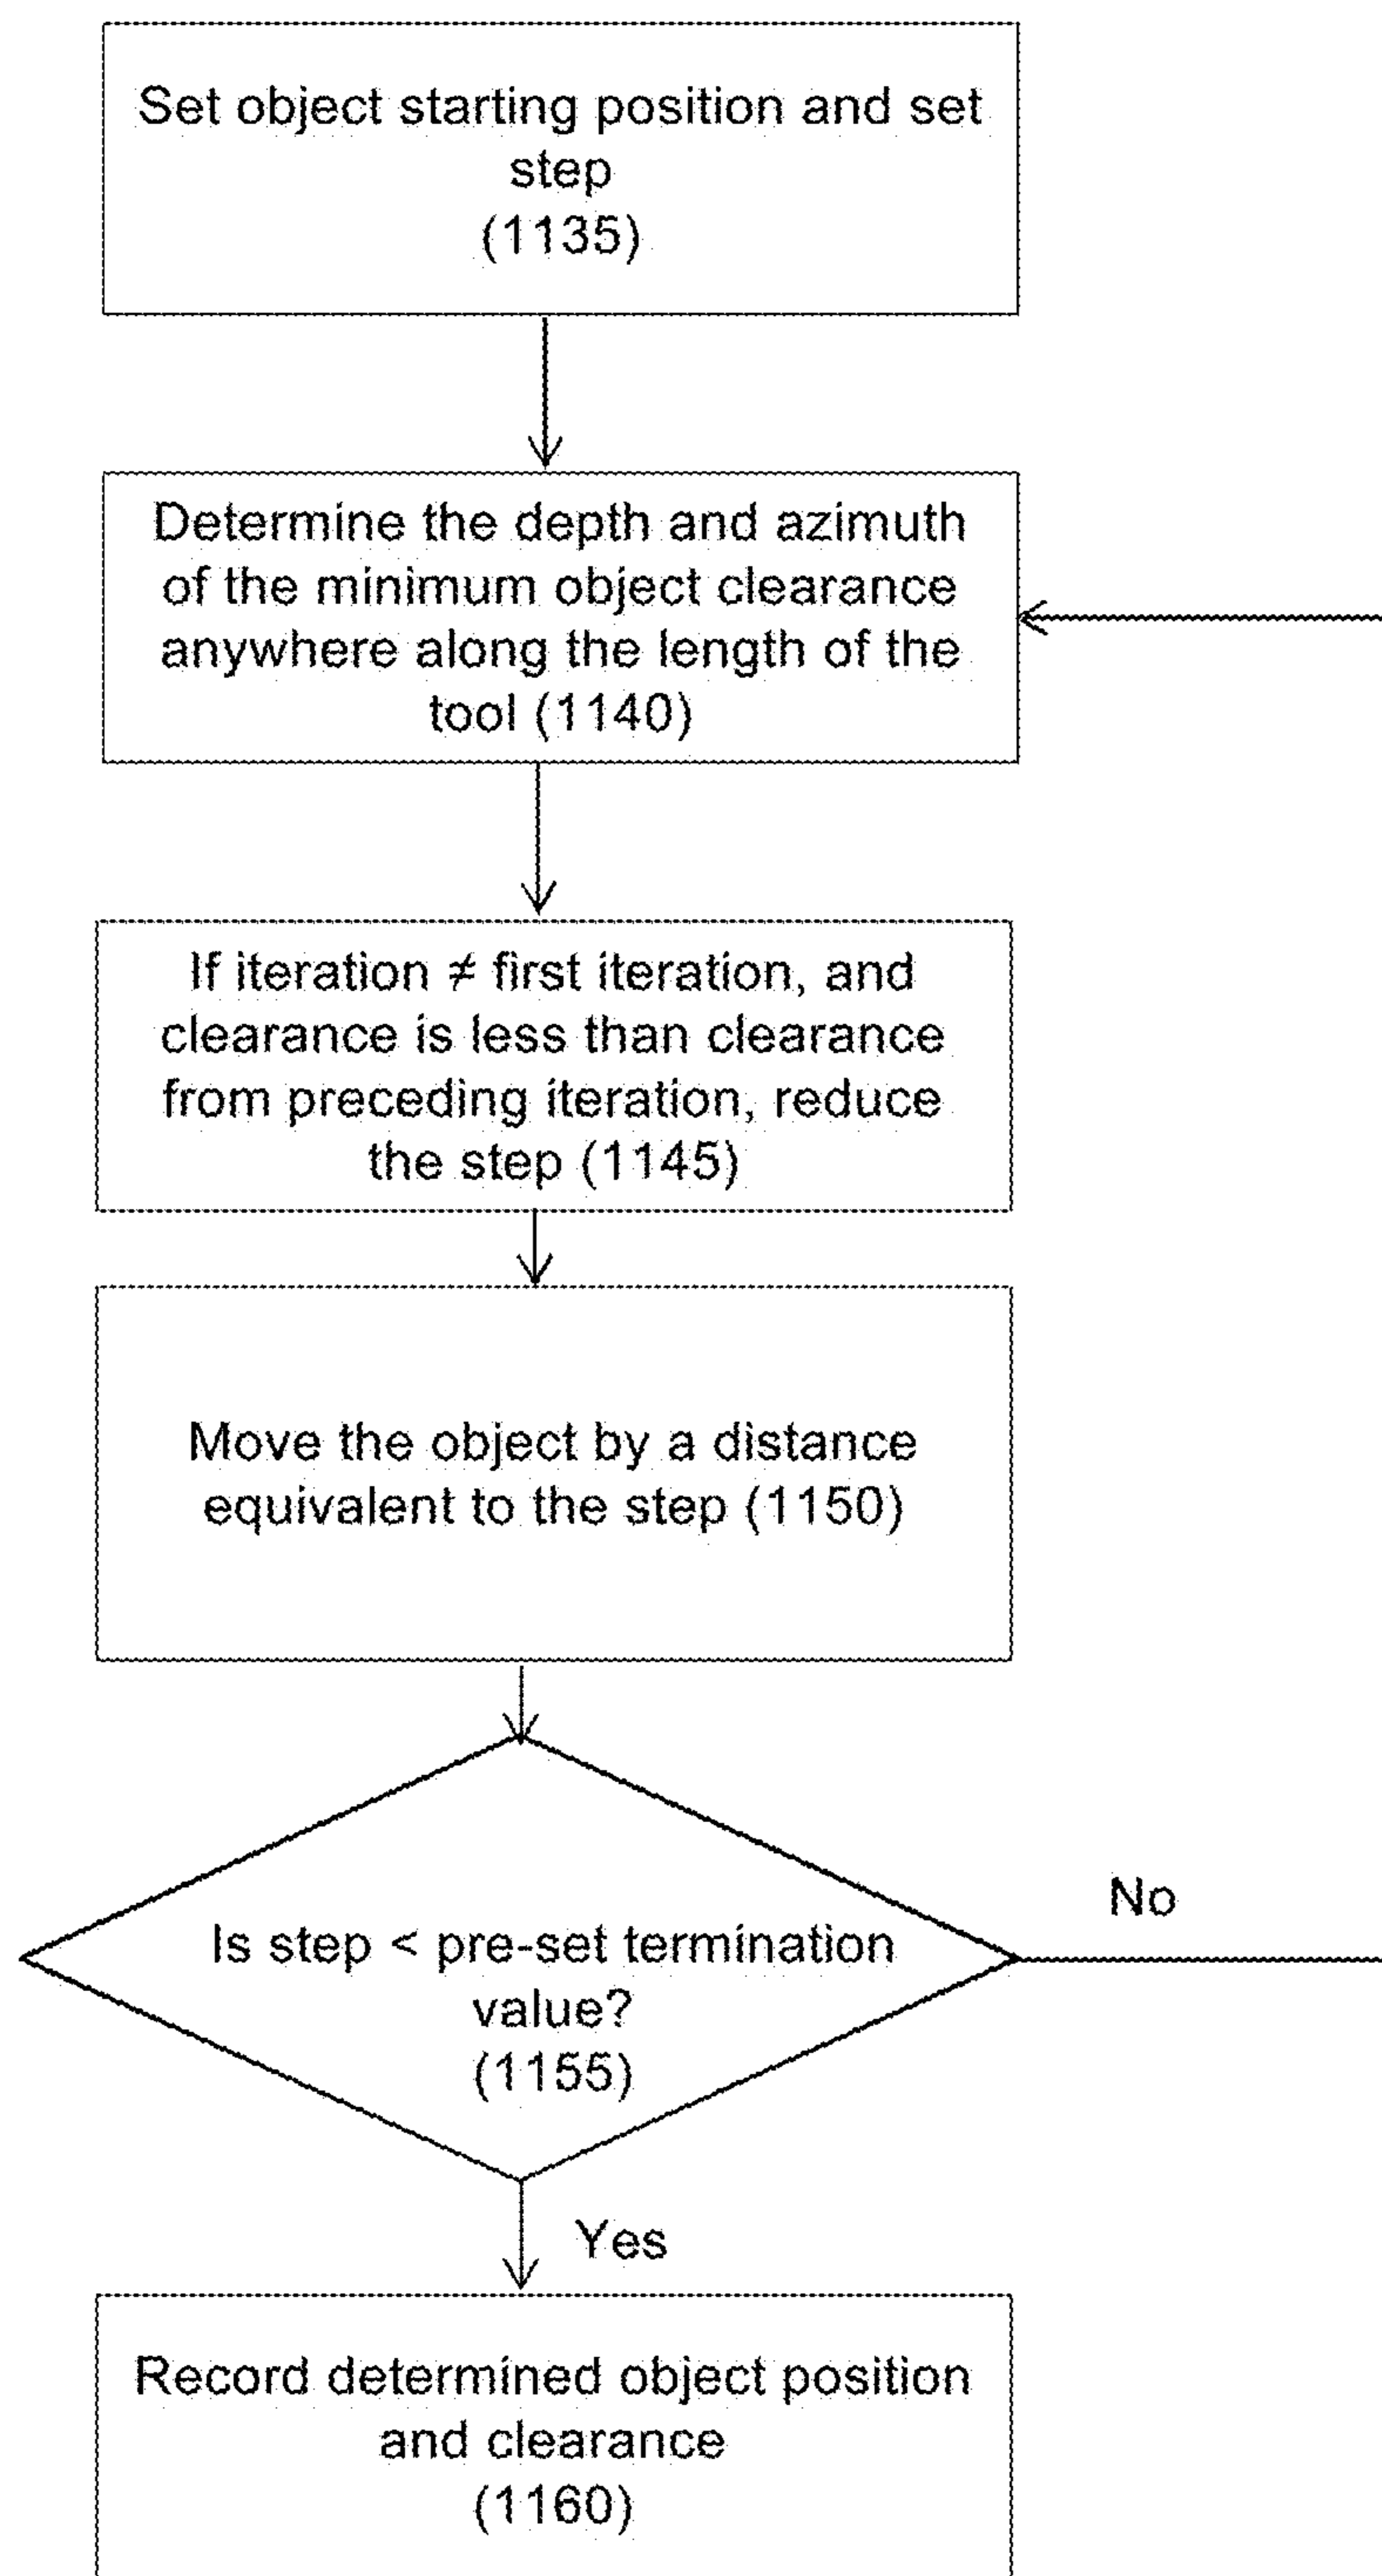 Set object starting position and set
step
(1135)
Determine the depth and azimuth
of the minimum object clearance
anywhere along the length of the
tool (1140)
If iteration ≠ first iteration, and
clearance is less than clearance
from preceding iteration, reduce
the step (1145)
Move the object by a distance
equivalent to the step (1150)
No
Is step < pre-set termination
value?
(1155)
Yes
Record determined object position
and clearance
(1160)